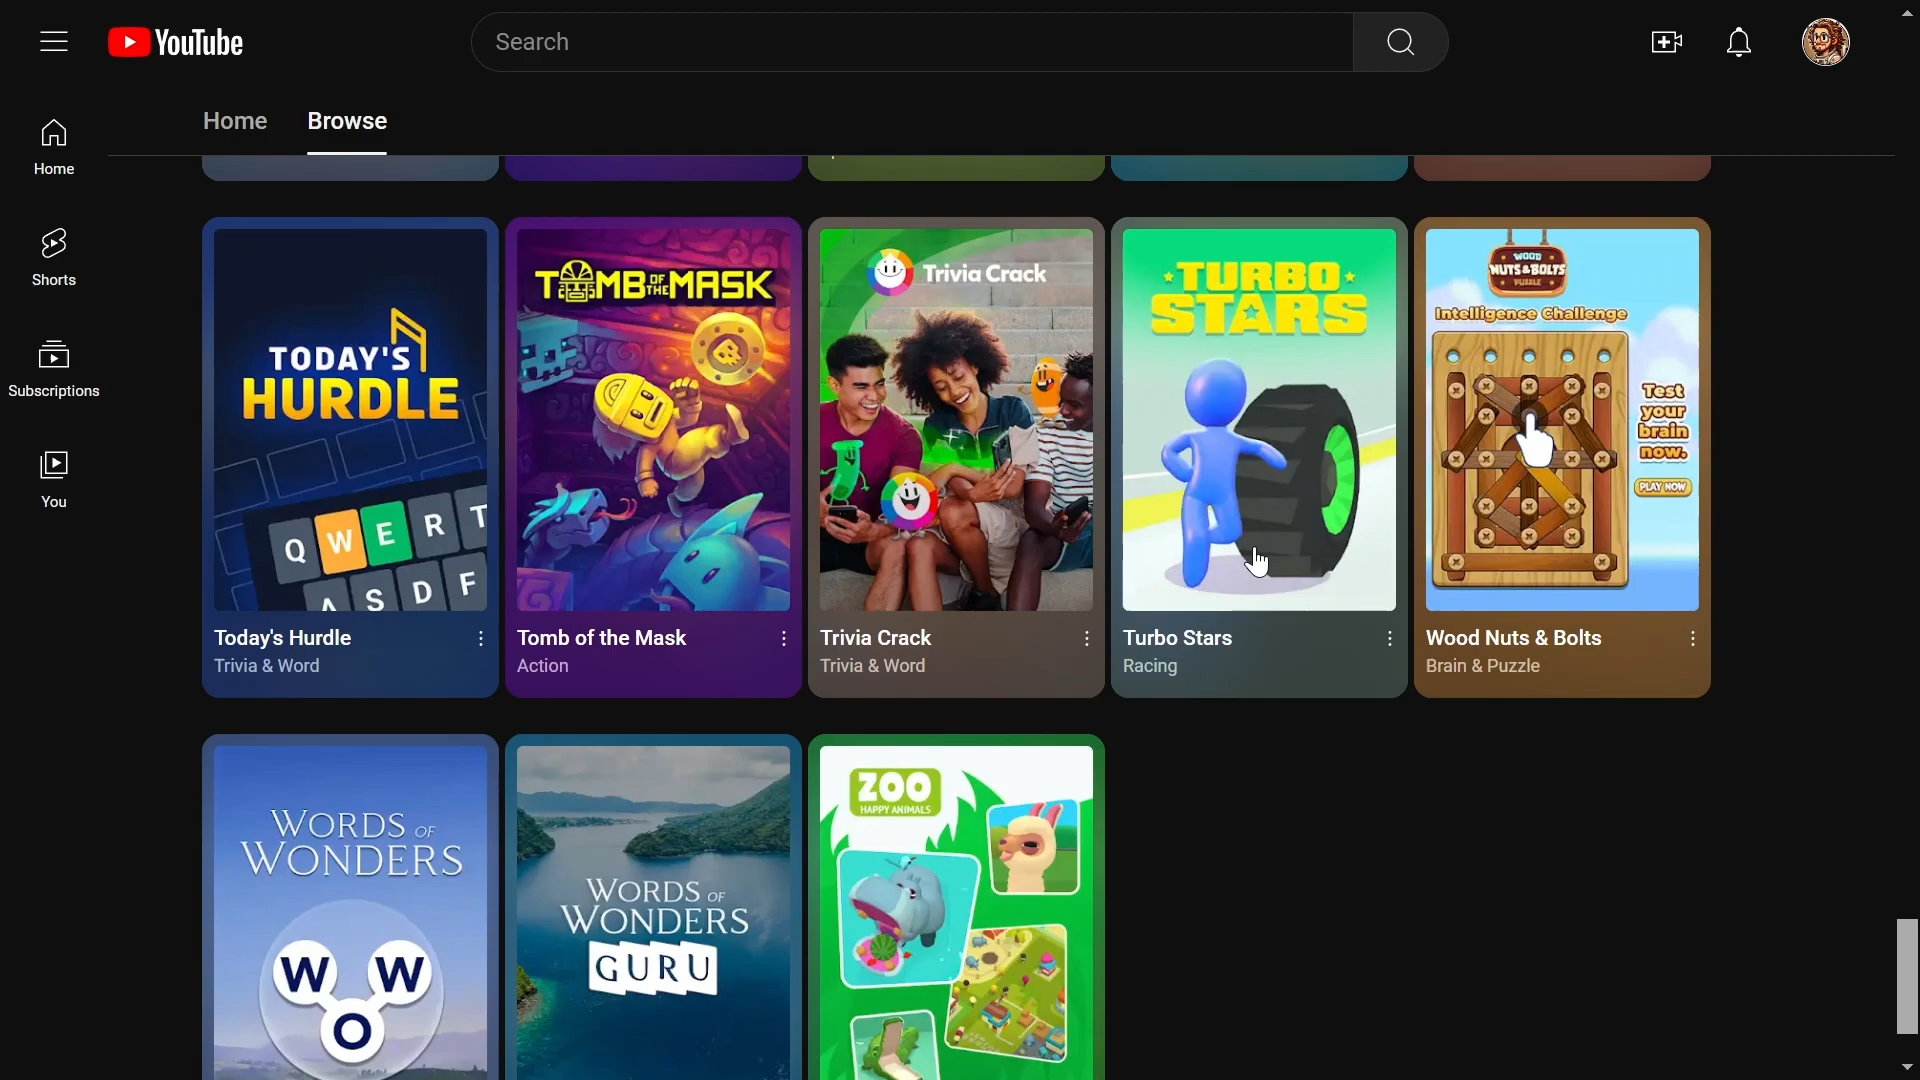 YouTube
Search
Home
Browse
Home
Shorts
Subscriptions
You
TODAY'S
HURDLE
Q W E R T
A S D F
Today's Hurdle
Trivia & Word
TOMB OF THE MASK
Tomb of the Mask
Action
Trivia Crack
Trivia Crack
Trivia & Word
TURBO
STARS
Turbo Stars
Racing
WOOD
NUTS & BOLTS
PUZZLE
Intelligence Challenge
Test
your
brain
now.
PLAY NOW
Wood Nuts & Bolts
Brain & Puzzle
WORDS OF
WONDERS
W W
O
WORDS OF
WONDERS
GURU
ZOO
HAPPY ANIMALS